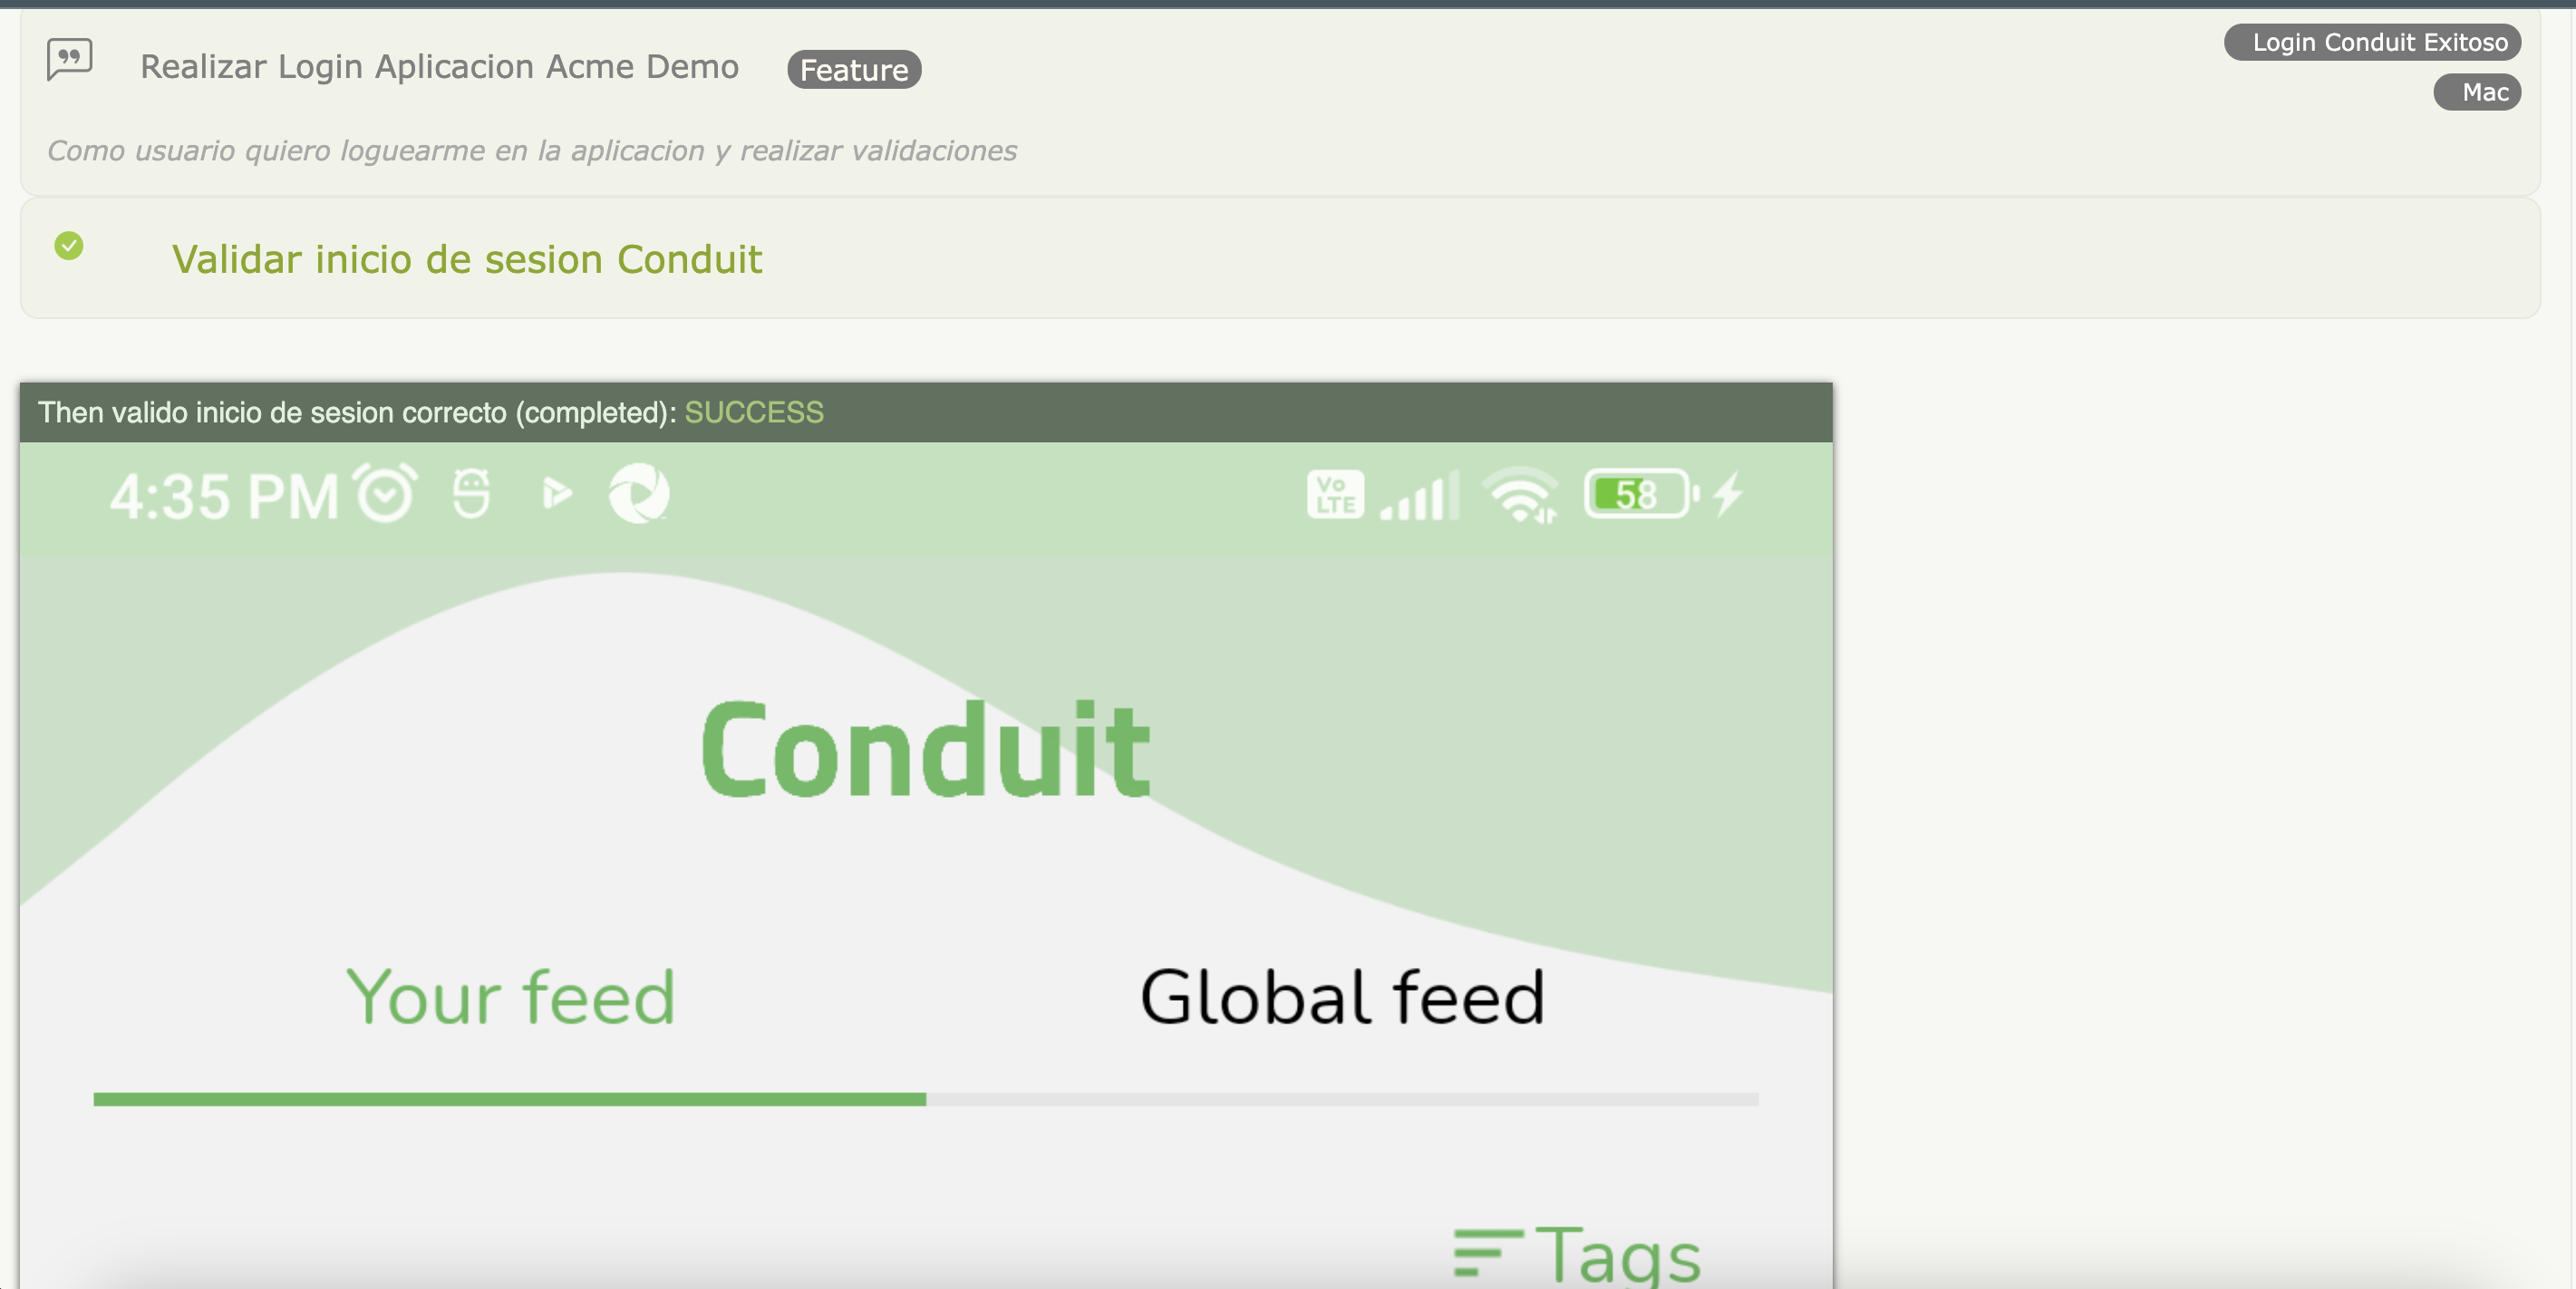 Realizar Login Aplicacion Acme Demo Feature
Login Conduit Exitoso
Mac
Como usuario quiero loguearme en la aplicacion y realizar validaciones
Validar inicio de sesion Conduit
Then valido inicio de sesion correcto (completed): SUCCESS
4:35 PM Vo LTE 58
Conduit
Your feed Global feed
Tags